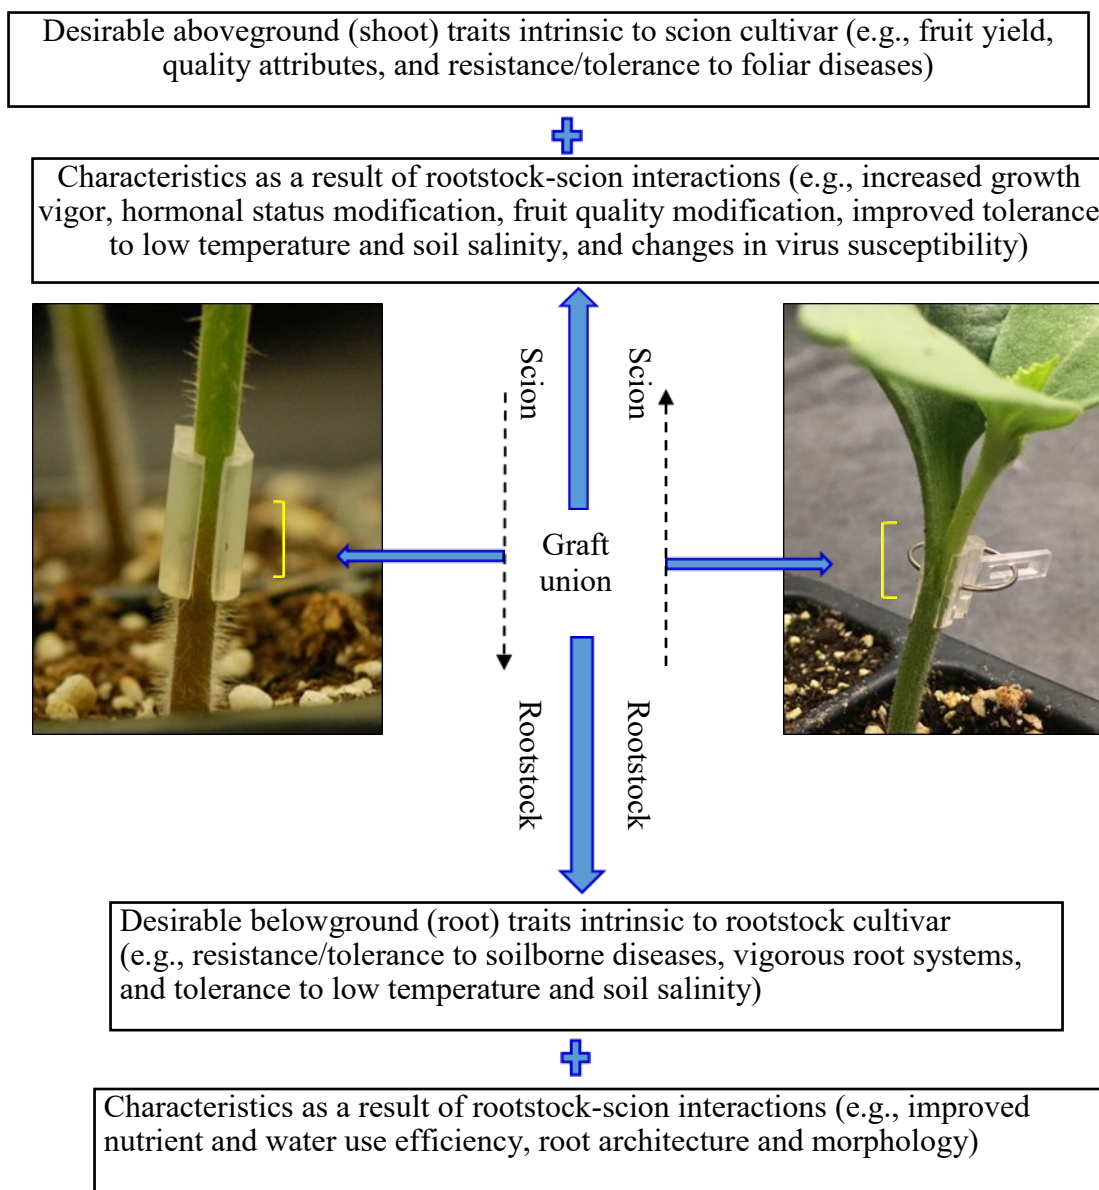 Desirable aboveground (shoot) traits intrinsic to scion cultivar (e.g., fruit yield,
quality attributes, and resistance/tolerance to foliar diseases)
Characteristics as a result of rootstock-scion interactions (e.g., increased growth
vigor, hormonal status modification, fruit quality modification, improved tolerance
to low temperature and soil salinity, and changes in virus susceptibility)
Scion
Scion
Graft
union
Rootstock
Rootstock
Desirable belowground (root) traits intrinsic to rootstock cultivar
(e.g., resistance/tolerance to soilborne diseases, vigorous root systems,
and tolerance to low temperature and soil salinity)
Characteristics as a result of rootstock-scion interactions (e.g., improved
nutrient and water use efficiency, root architecture and morphology)